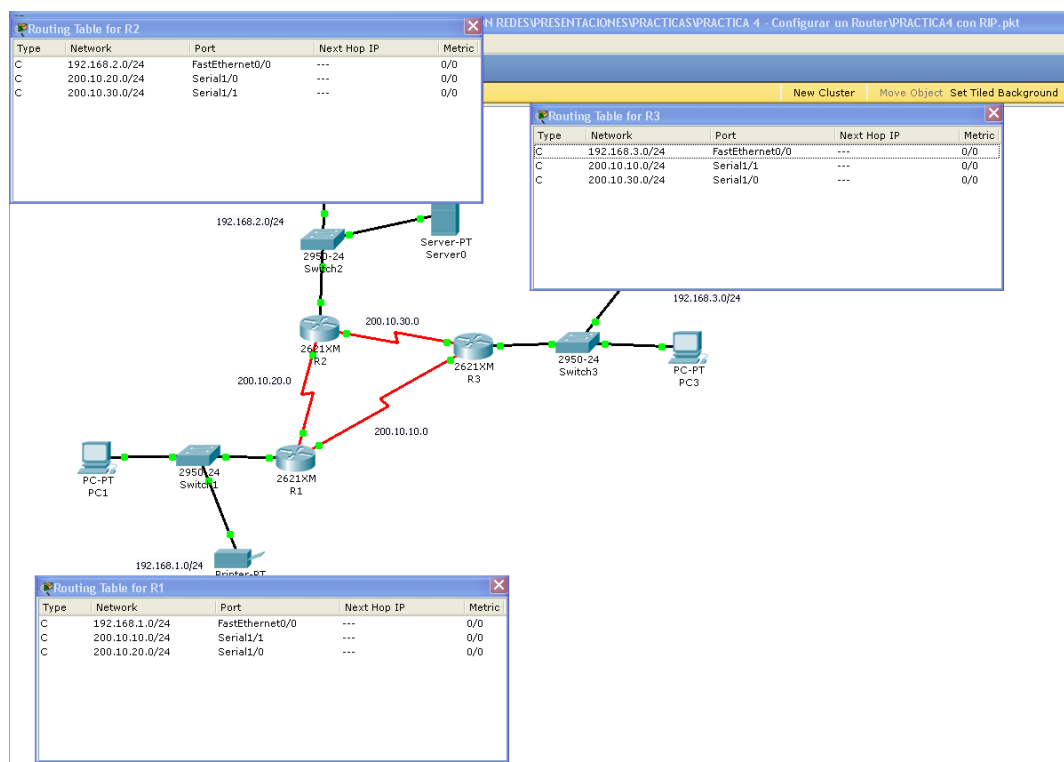 Routing Table for R2
N REDES\PRESENTACIONES\PRACTICAS\PRACTICA 4 - Configurar un Router\PRACTICA4 con RIP.pkt
Type Network Port Next Hop IP Metric
C 192.168.2.0/24 FastEthernet0/0 --- 0/0
C 200.10.20.0/24 Serial1/0 --- 0/0
C 200.10.30.0/24 Serial1/1 --- 0/0
New Cluster Move Object Set Tiled Background
Routing Table for R3
Type Network Port Next Hop IP Metric
C 192.168.3.0/24 FastEthernet0/0 --- 0/0
C 200.10.10.0/24 Serial1/1 --- 0/0
C 200.10.30.0/24 Serial1/0 --- 0/0
192.168.2.0/24
Server-PT
Server0
2950-24
Switch2
192.168.3.0/24
200.10.30.0
2621XM
R2
2621XM
R3
2950-24
Switch3
PC-PT
PC3
200.10.20.0
200.10.10.0
PC-PT
PC1
2950-24
Switch1
2621XM
R1
192.168.1.0/24
Printer-PT
Routing Table for R1
Type Network Port Next Hop IP Metric
C 192.168.1.0/24 FastEthernet0/0 --- 0/0
C 200.10.10.0/24 Serial1/1 --- 0/0
C 200.10.20.0/24 Serial1/0 --- 0/0